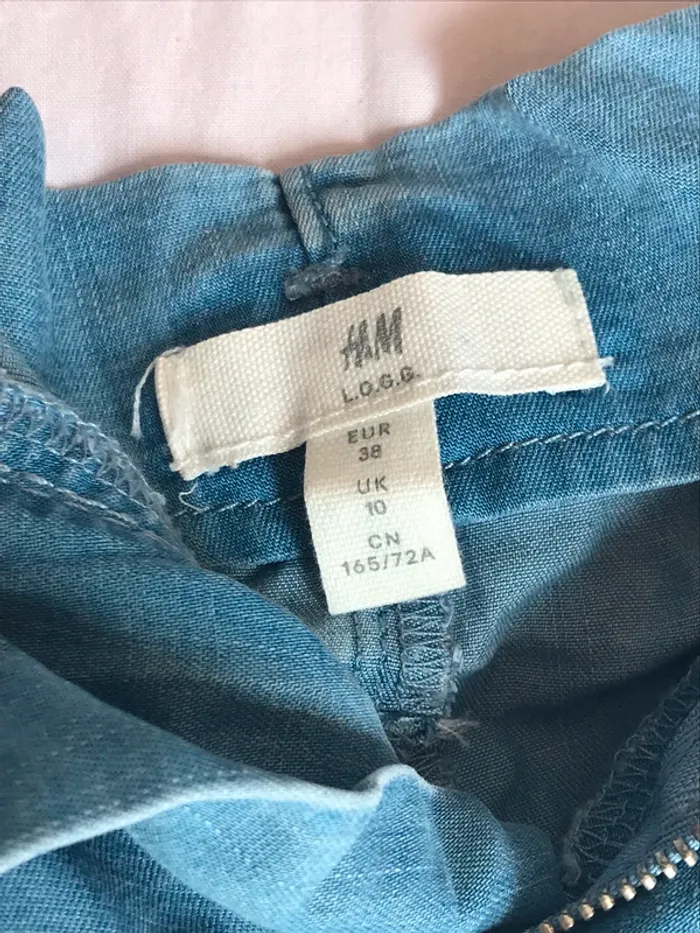 H&M
L.O.G.G.
EUR
38
UK
10
CN
165/72A